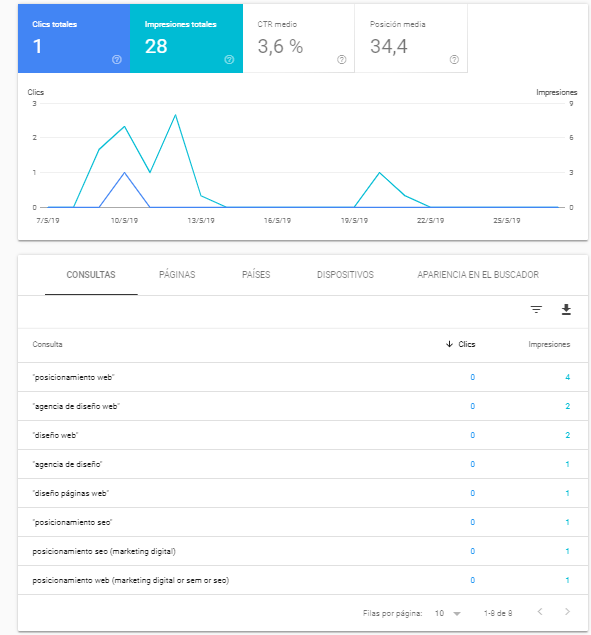 Clics totales Impresiones totales CTR medio Posición media
1 28 3,6 % 34,4
Clics Impresiones
3 9
2 6
1 3
0 0
7/5/19 10/5/19 13/5/19 16/5/19 19/5/19 22/5/19 25/5/19
CONSULTAS PÁGINAS PAÍSES DISPOSITIVOS APARIENCIA EN EL BUSCADOR
Consulta Clics Impresiones
"posicionamiento web" 0 4
"agencia de diseño web" 0 2
"diseño web" 0 2
"agencia de diseño" 0 1
"diseño páginas web" 0 1
"posicionamiento seo" 0 1
posicionamiento seo (marketing digital) 0 1
posicionamiento web (marketing digital or sem or seo) 0 1
Filas por página: 10 1-8 de 8